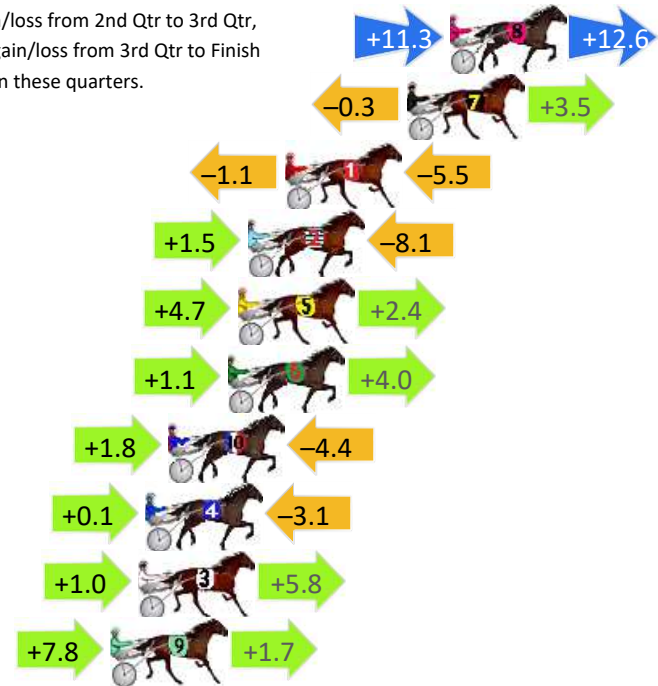 n/loss from 2nd Qtr to 3rd Qtr,
gain/loss from 3rd Qtr to Finish
n these quarters.
+11.3 8 +12.6
–0.3 7 +3.5
–1.1 1 –5.5
+1.5 –8.1
+4.7 5 +2.4
+1.1 +4.0
+1.8 10 –4.4
+0.1 4 –3.1
+1.0 3 +5.8
+7.8 9 +1.7